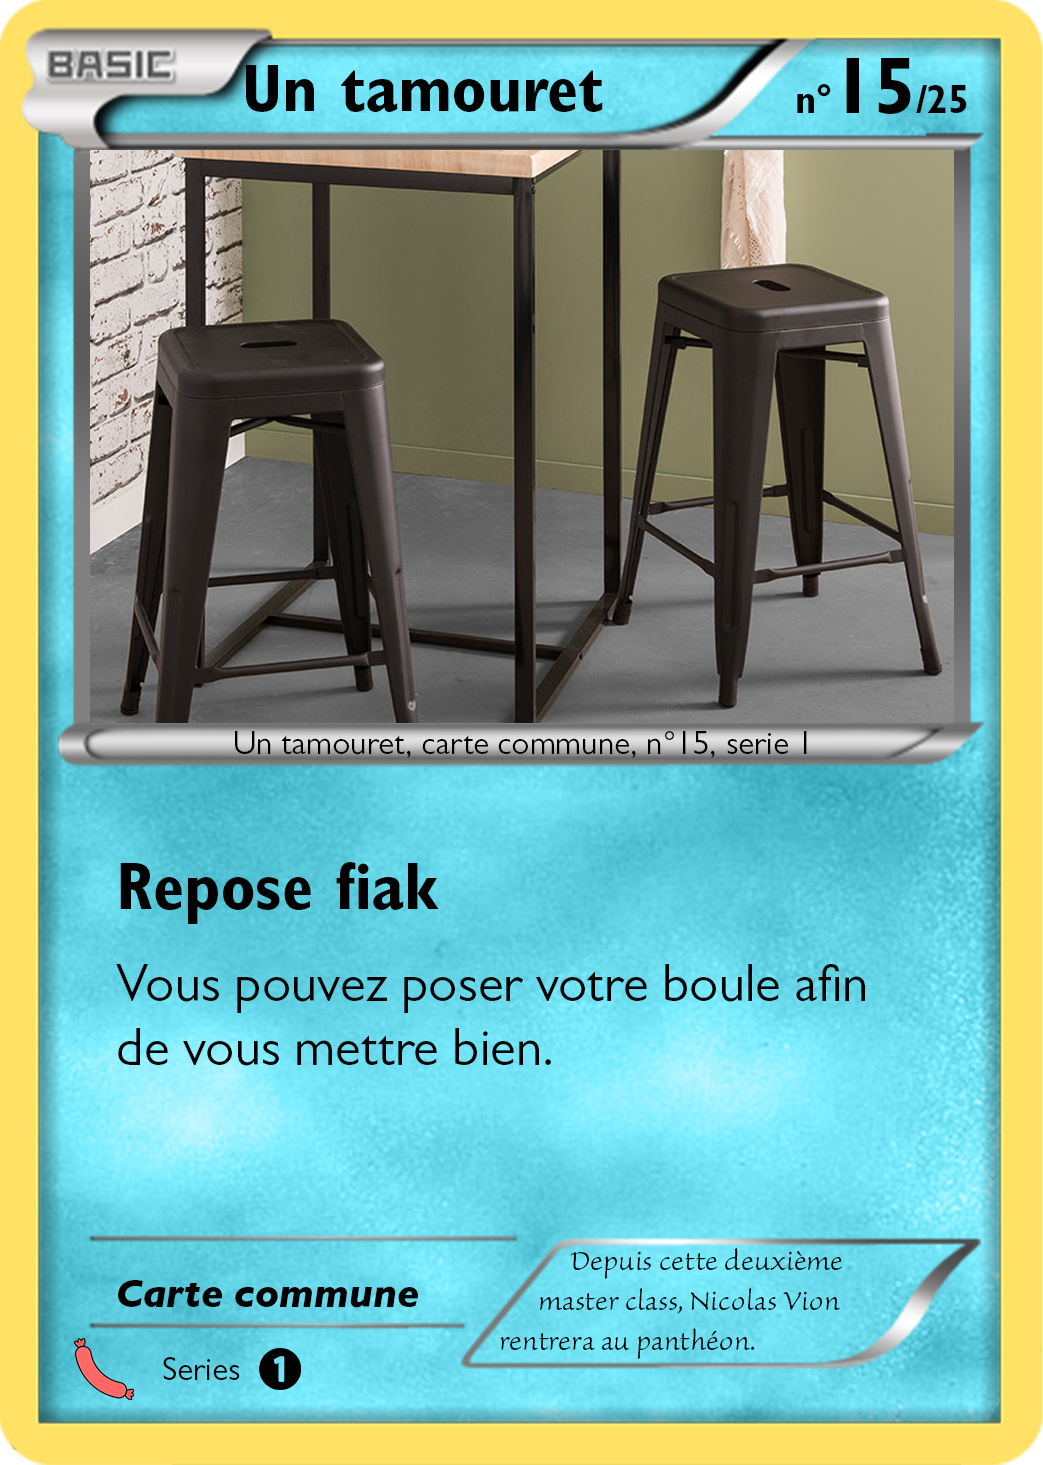 BASIC
Un tamouret
n°15/25
Un tamouret, carte commune, n°15, serie 1
Repose fiak
Vous pouvez poser votre boule afin
de vous mettre bien.
Carte commune
Depuis cette deuxième
master class, Nicolas Vion
rentrera au panthéon.
Series 1